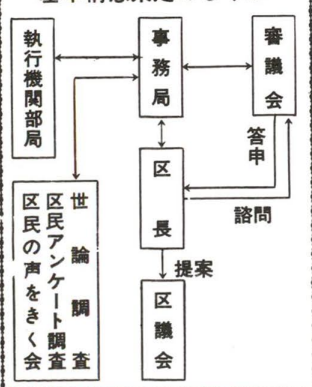 審議会
事務局
執行機関部局
答申
諮問
区長
世論調査
区民アンケート調査
区民の声をきく会
提案
区議会